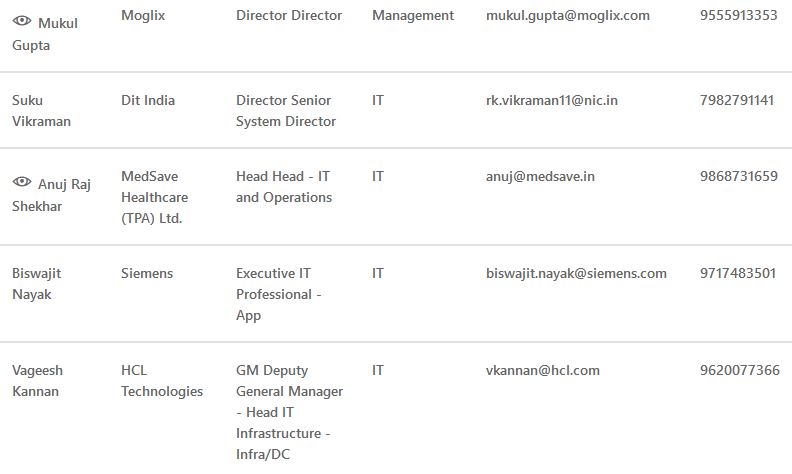 Mukul Gupta Moglix Director Director Management mukul.gupta@moglix.com 9555913353
Suku Vikraman Dit India Director Senior System Director IT rk.vikraman11@nic.in 7982791141
Anuj Raj Shekhar MedSave Healthcare (TPA) Ltd. Head Head - IT and Operations IT anuj@medsave.in 9868731659
Biswajit Nayak Siemens Executive IT Professional - App IT biswajit.nayak@siemens.com 9717483501
Vageesh Kannan HCL Technologies GM Deputy General Manager - Head IT Infrastructure - Infra/DC IT vkannan@hcl.com 9620077366